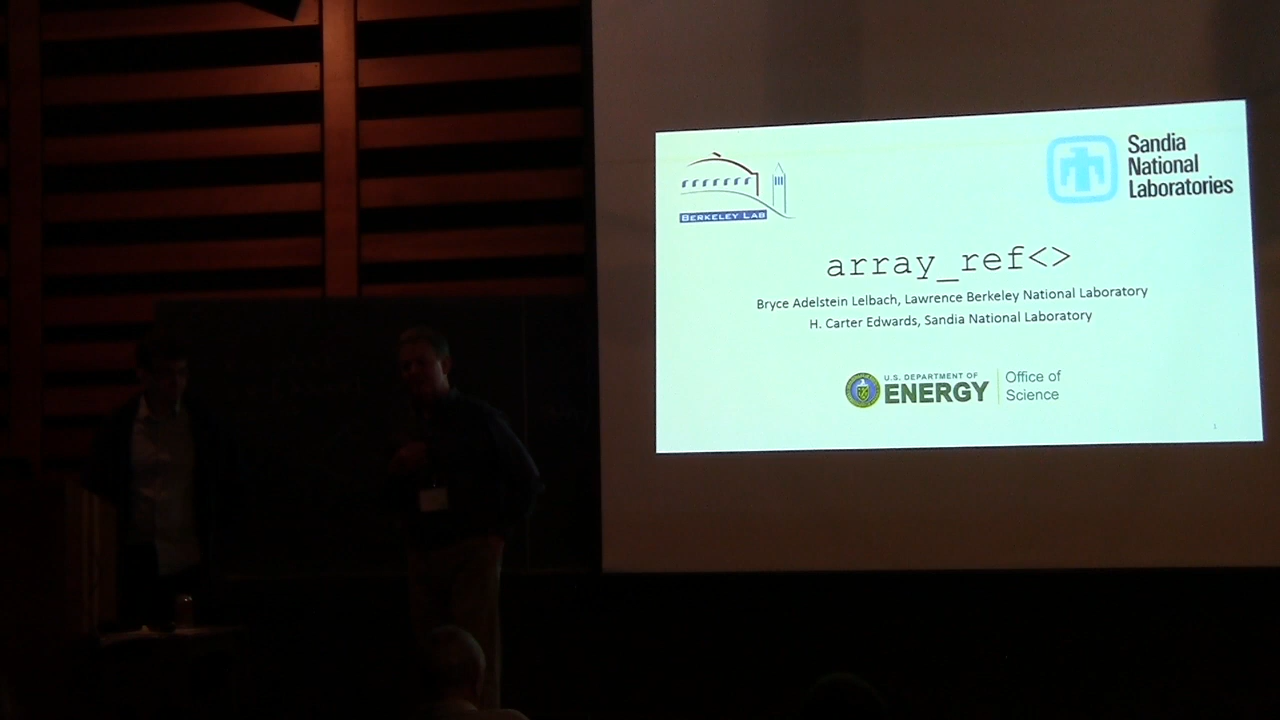 BERKELEY LAB
Sandia
National
Laboratories
array_ref<>
Bryce Adelstein Lelbach, Lawrence Berkeley National Laboratory
H. Carter Edwards, Sandia National Laboratory
U.S. DEPARTMENT OF
ENERGY
Office of
Science
1